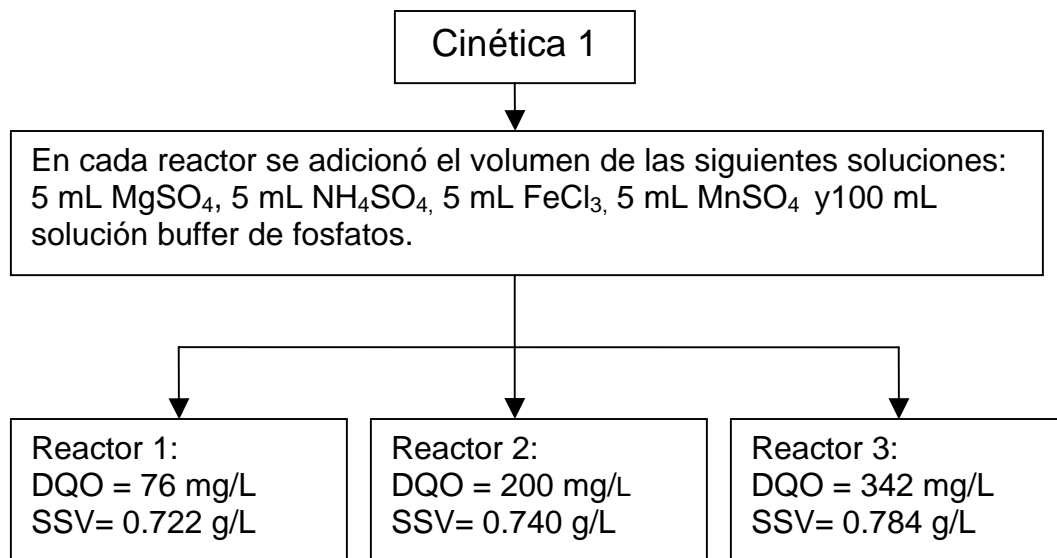 Cinética 1
En cada reactor se adicionó el volumen de las siguientes soluciones:
5 mL MgSO₄, 5 mL NH₄SO₄, 5 mL FeCl₃, 5 mL MnSO₄ y100 mL
solución buffer de fosfatos.
Reactor 1:
DQO = 76 mg/L
SSV= 0.722 g/L
Reactor 2:
DQO = 200 mg/L
SSV= 0.740 g/L
Reactor 3:
DQO = 342 mg/L
SSV= 0.784 g/L